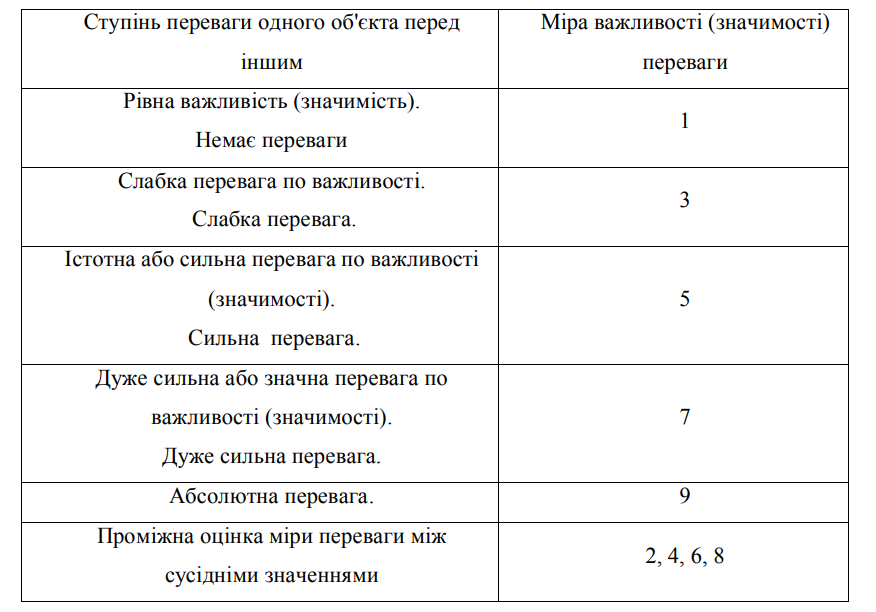 Ступінь переваги одного об'єкта перед
іншим
Міра важливості (значимості)
переваги
Рівна важливість (значимість).
Немає переваги
1
Слабка перевага по важливості.
Слабка перевага.
3
Істотна або сильна перевага по важливості
(значимості).
Сильна перевага.
5
Дуже сильна або значна перевага по
важливості (значимості).
Дуже сильна перевага.
7
Абсолютна перевага.
9
Проміжна оцінка міри переваги між
сусідніми значеннями
2, 4, 6, 8